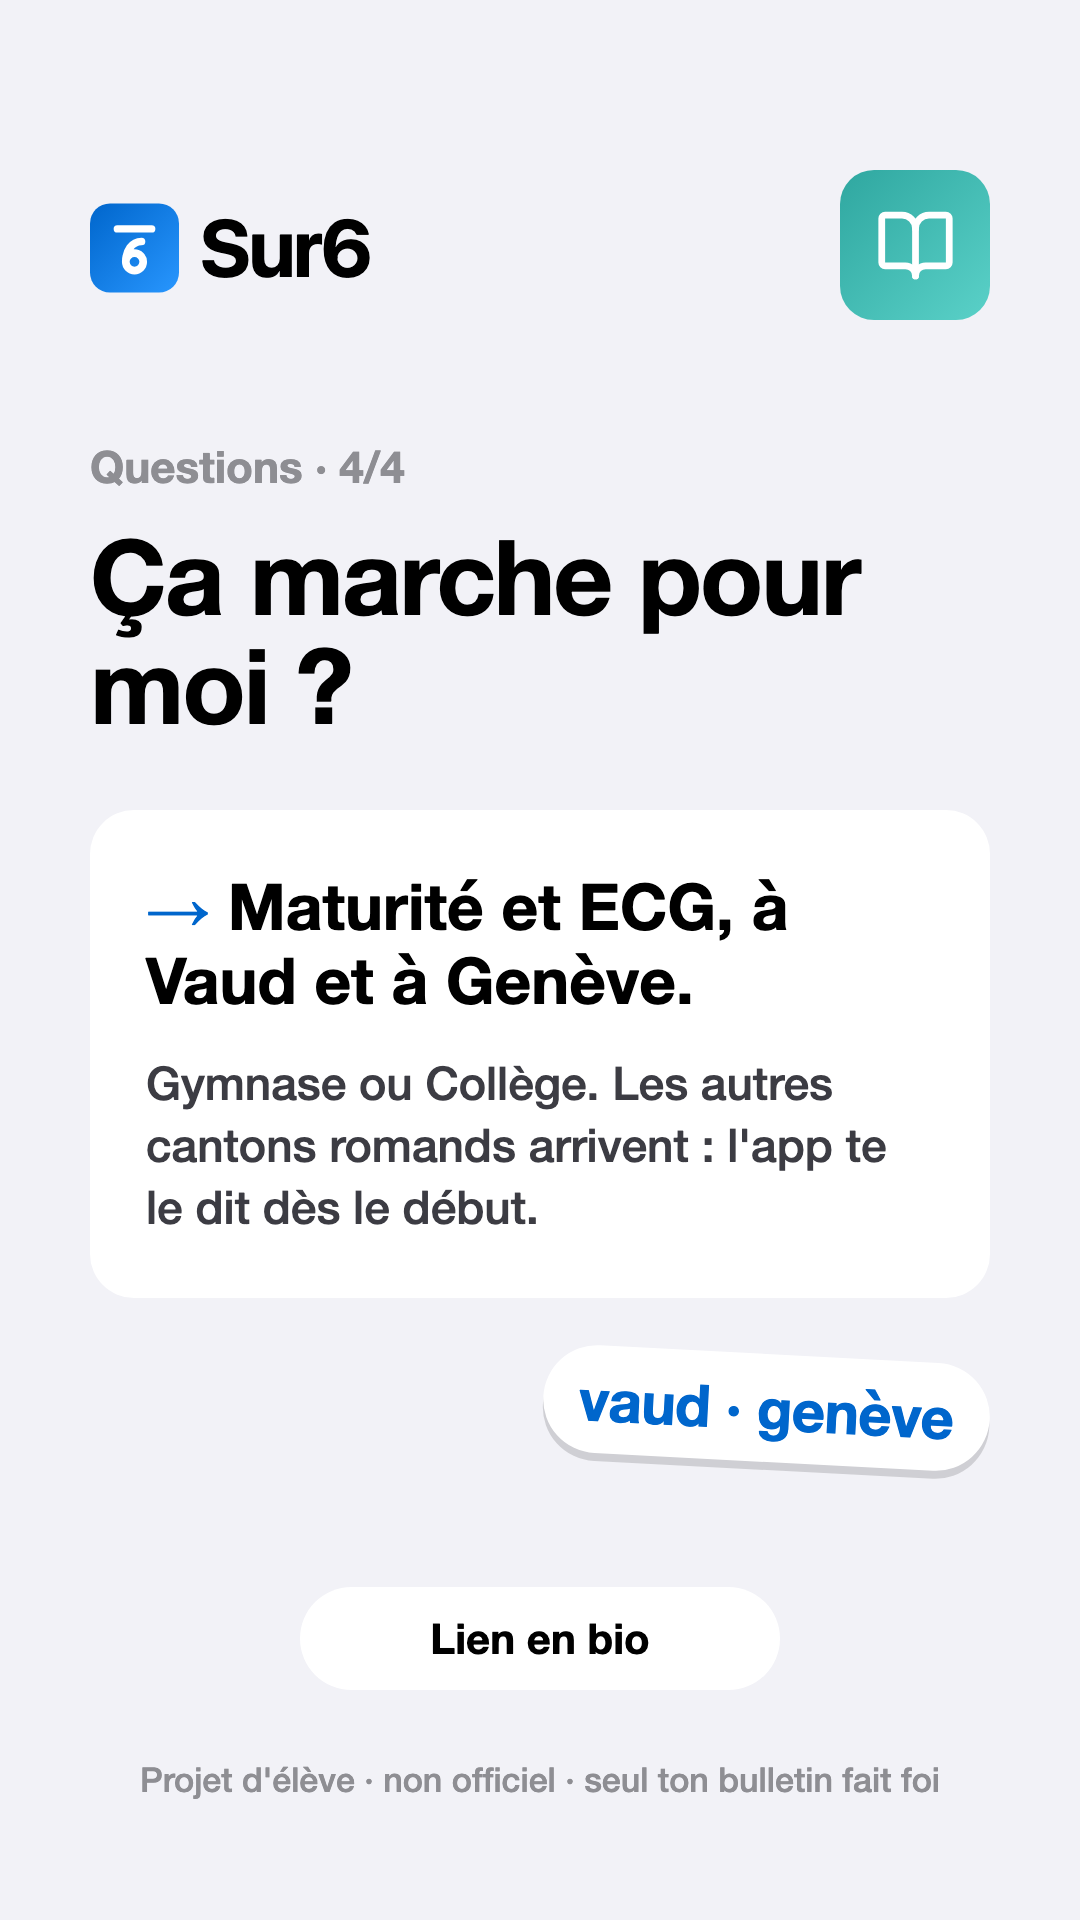 6
Sur6
Questions · 4/4
Ça marche pour
moi ?
→ Maturité et ECG, à
Vaud et à Genève.
Gymnase ou Collège. Les autres
cantons romands arrivent : l'app te
le dit dès le début.
vaud · genève
Lien en bio
Projet d'élève · non officiel · seul ton bulletin fait foi